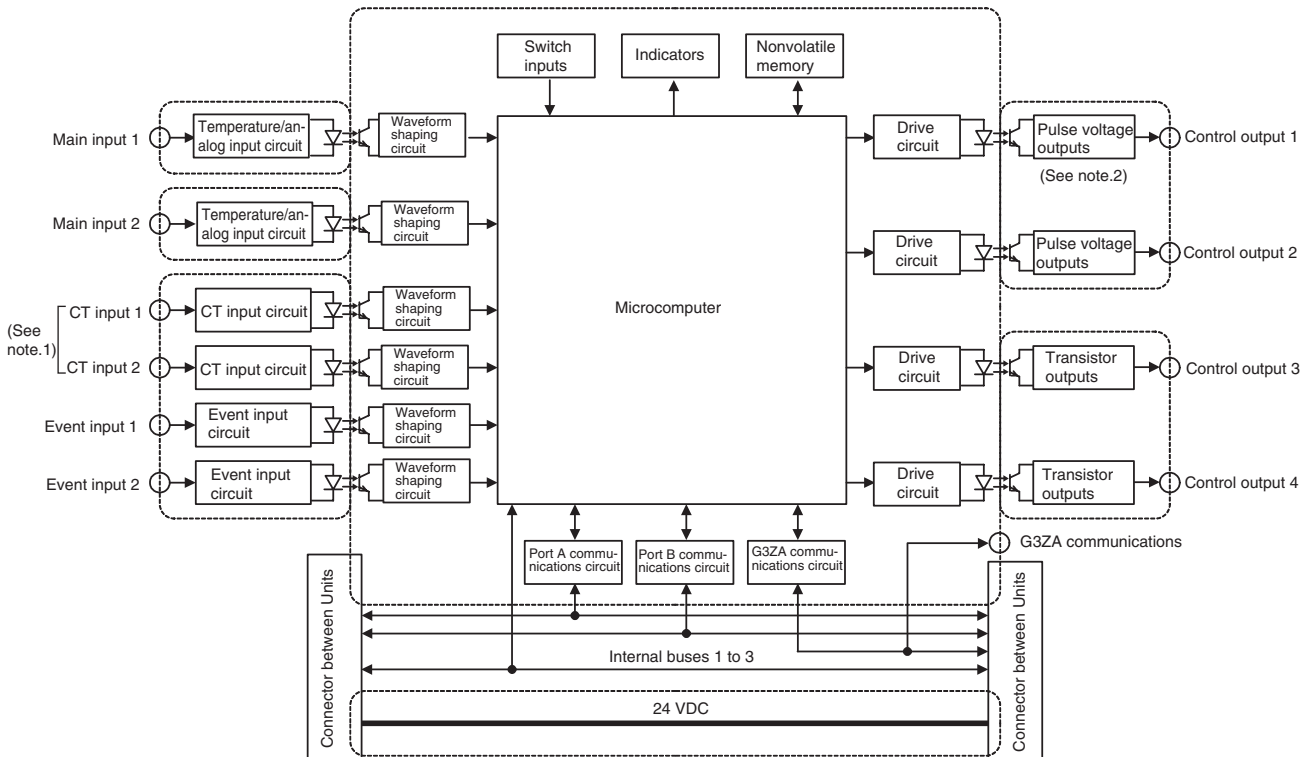 Switch
inputs
Indicators
Nonvolatile
memory
Main input 1
Temperature/an-
alog input circuit
Waveform
shaping
circuit
Drive
circuit
Pulse voltage
outputs
(See note.2)
Control output 1
Main input 2
Temperature/an-
alog input circuit
Waveform
shaping
circuit
Drive
circuit
Pulse voltage
outputs
Control output 2
(See
note.1)
CT input 1
CT input circuit
Waveform
shaping
circuit
Microcomputer
CT input 2
CT input circuit
Waveform
shaping
circuit
Drive
circuit
Transistor
outputs
Control output 3
Event input 1
Event input
circuit
Waveform
shaping
circuit
Event input 2
Event input
circuit
Waveform
shaping
circuit
Drive
circuit
Transistor
outputs
Control output 4
Port A commu-
nications circuit
Port B commu-
nications circuit
G3ZA commu-
nications circuit
G3ZA communications
Connector between Units
Internal buses 1 to 3
24 VDC
Connector between Units